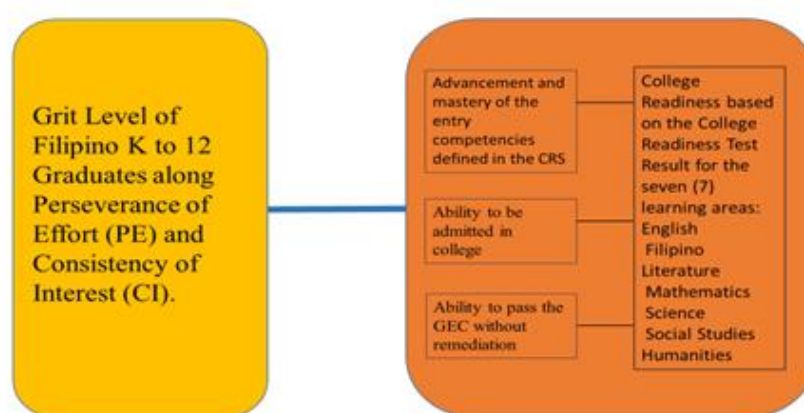 Grit Level of
Filipino K to 12
Graduates along
Perseverance of
Effort (PE) and
Consistency of
Interest (CI).
Advancement and
mastery of the
entry
competencies
defined in the CRS
Ability to be
admitted in
college
Ability to pass the
GEC without
remediation
College
Readiness based
on the College
Readiness Test
Result for the
seven (7)
learning areas:
English
Filipino
Literature
Mathematics
Science
Social Studies
Humanities